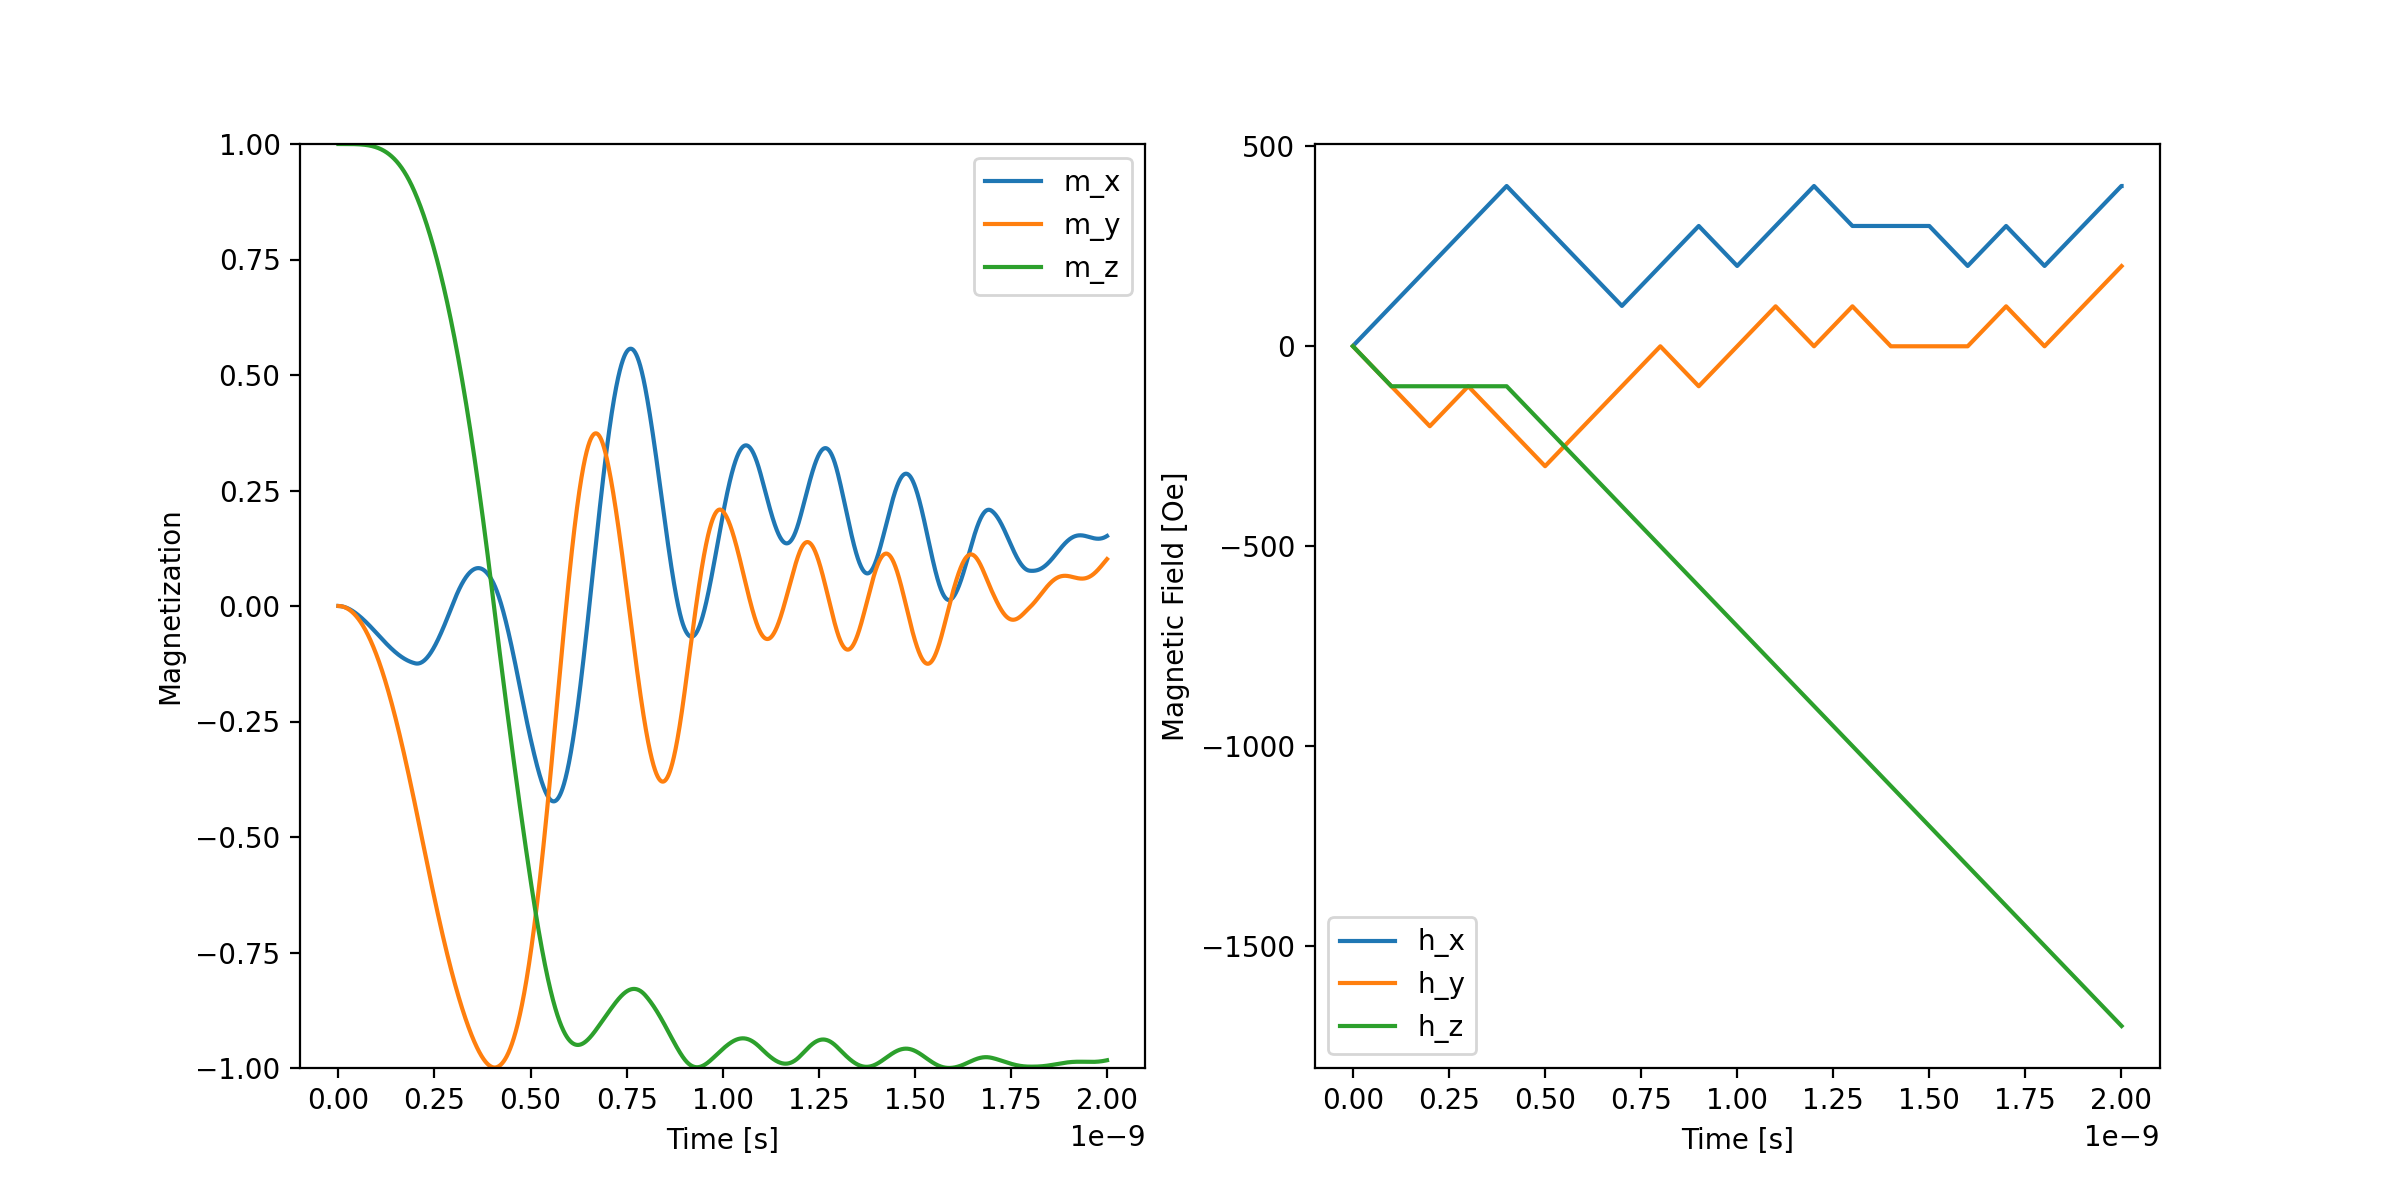 1.00
0.75
0.50
0.25
0.00
−0.25
−0.50
−0.75
−1.00
Magnetization
m_x
m_y
m_z
0.00 0.25 0.50 0.75 1.00 1.25 1.50 1.75 2.00
Time [s]
1e−9
500
0
−500
−1000
−1500
Magnetic Field [Oe]
h_x
h_y
h_z
0.00 0.25 0.50 0.75 1.00 1.25 1.50 1.75 2.00
Time [s]
1e−9